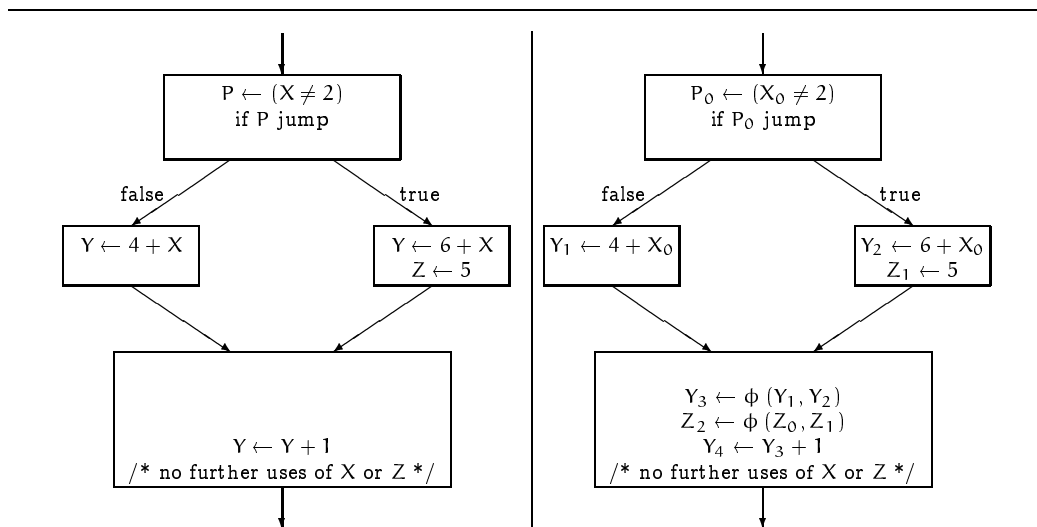 P ← (X ≠ 2)
if P jump
false
true
Y ← 4 + X
Y ← 6 + X
Z ← 5
Y ← Y + 1
/* no further uses of X or Z */
P₀ ← (X₀ ≠ 2)
if P₀ jump
false
true
Y₁ ← 4 + X₀
Y₂ ← 6 + X₀
Z₁ ← 5
Y₃ ← ϕ (Y₁, Y₂)
Z₂ ← ϕ (Z₀, Z₁)
Y₄ ← Y₃ + 1
/* no further uses of X or Z */